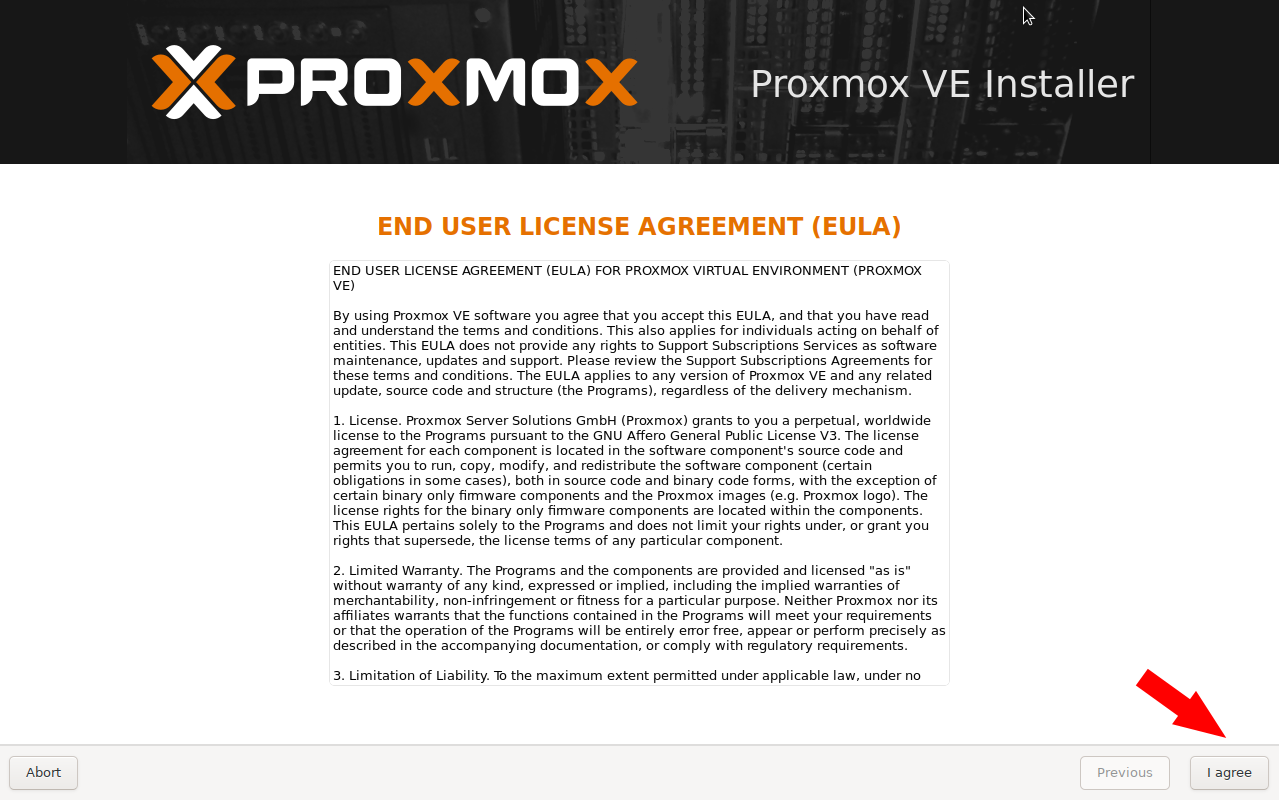 PROXMOX
Proxmox VE Installer
END USER LICENSE AGREEMENT (EULA)
END USER LICENSE AGREEMENT (EULA) FOR PROXMOX VIRTUAL ENVIRONMENT (PROXMOX
VE)
By using Proxmox VE software you agree that you accept this EULA, and that you have read
and understand the terms and conditions. This also applies for individuals acting on behalf of
entities. This EULA does not provide any rights to Support Subscriptions Services as software
maintenance, updates and support. Please review the Support Subscriptions Agreements for
these terms and conditions. The EULA applies to any version of Proxmox VE and any related
update, source code and structure (the Programs), regardless of the delivery mechanism.
1. License. Proxmox Server Solutions GmbH (Proxmox) grants to you a perpetual, worldwide
license to the Programs pursuant to the GNU Affero General Public License V3. The license
agreement for each component is located in the software component's source code and
permits you to run, copy, modify, and redistribute the software component (certain
obligations in some cases), both in source code and binary code forms, with the exception of
certain binary only firmware components and the Proxmox images (e.g. Proxmox logo). The
license rights for the binary only firmware components are located within the components.
This EULA pertains solely to the Programs and does not limit your rights under, or grant you
rights that supersede, the license terms of any particular component.
2. Limited Warranty. The Programs and the components are provided and licensed "as is"
without warranty of any kind, expressed or implied, including the implied warranties of
merchantability, non-infringement or fitness for a particular purpose. Neither Proxmox nor its
affiliates warrants that the functions contained in the Programs will meet your requirements
or that the operation of the Programs will be entirely error free, appear or perform precisely as
described in the accompanying documentation, or comply with regulatory requirements.
3. Limitation of Liability. To the maximum extent permitted under applicable law, under no
Abort
Previous
I agree